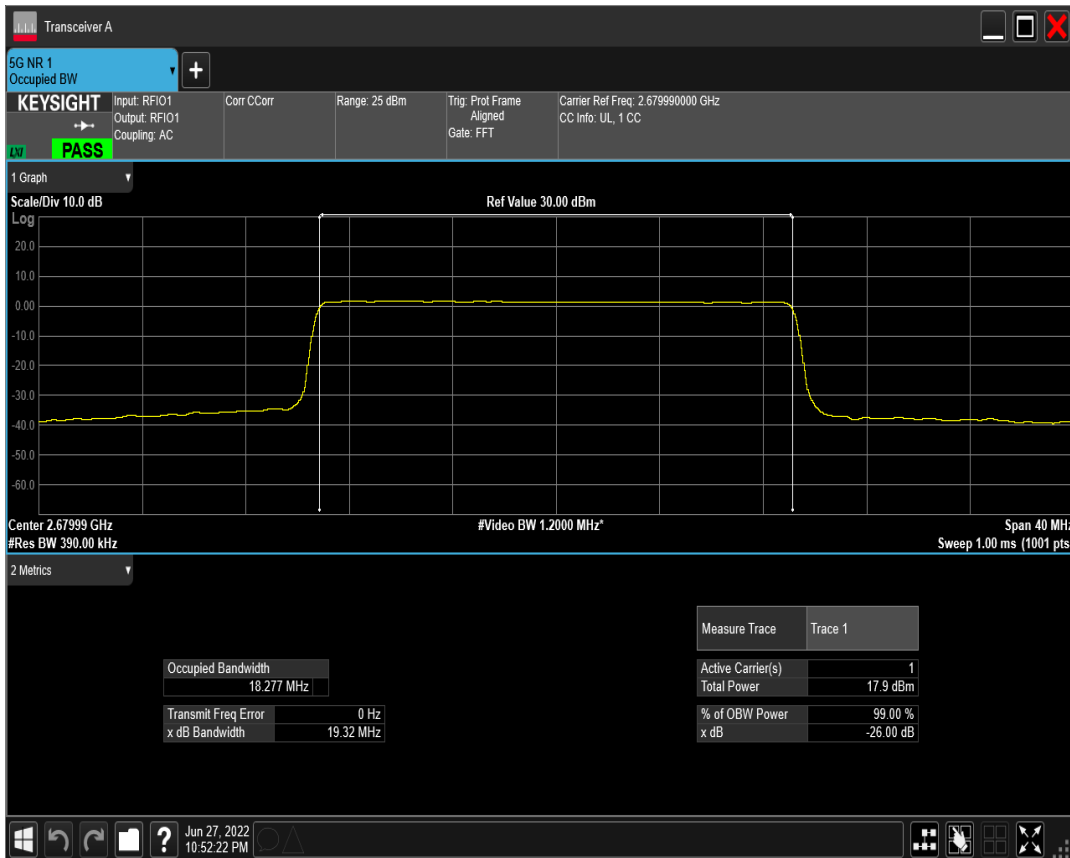 Transceiver A
5G NR 1
Occupied BW
+
KEYSIGHT
LXI PASS
Input: RFIO1
Output: RFIO1
Coupling: AC
Corr CCorr
Range: 25 dBm
Trig: Prot Frame
Aligned
Gate: FFT
Carrier Ref Freq: 2.679990000 GHz
CC Info: UL, 1 CC
1 Graph
Scale/Div 10.0 dB Ref Value 30.00 dBm
Log
20.0
10.0
0.00
-10.0
-20.0
-30.0
-40.0
-50.0
-60.0
Center 2.67999 GHz #Video BW 1.2000 MHz* Span 40 MHz
#Res BW 390.00 kHz Sweep 1.00 ms (1001 pts
2 Metrics
Measure Trace Trace 1
Occupied Bandwidth
18.277 MHz
Transmit Freq Error 0 Hz
x dB Bandwidth 19.32 MHz
Active Carrier(s) 1
Total Power 17.9 dBm
% of OBW Power 99.00 %
x dB -26.00 dB
?
Jun 27, 2022
10:52:22 PM